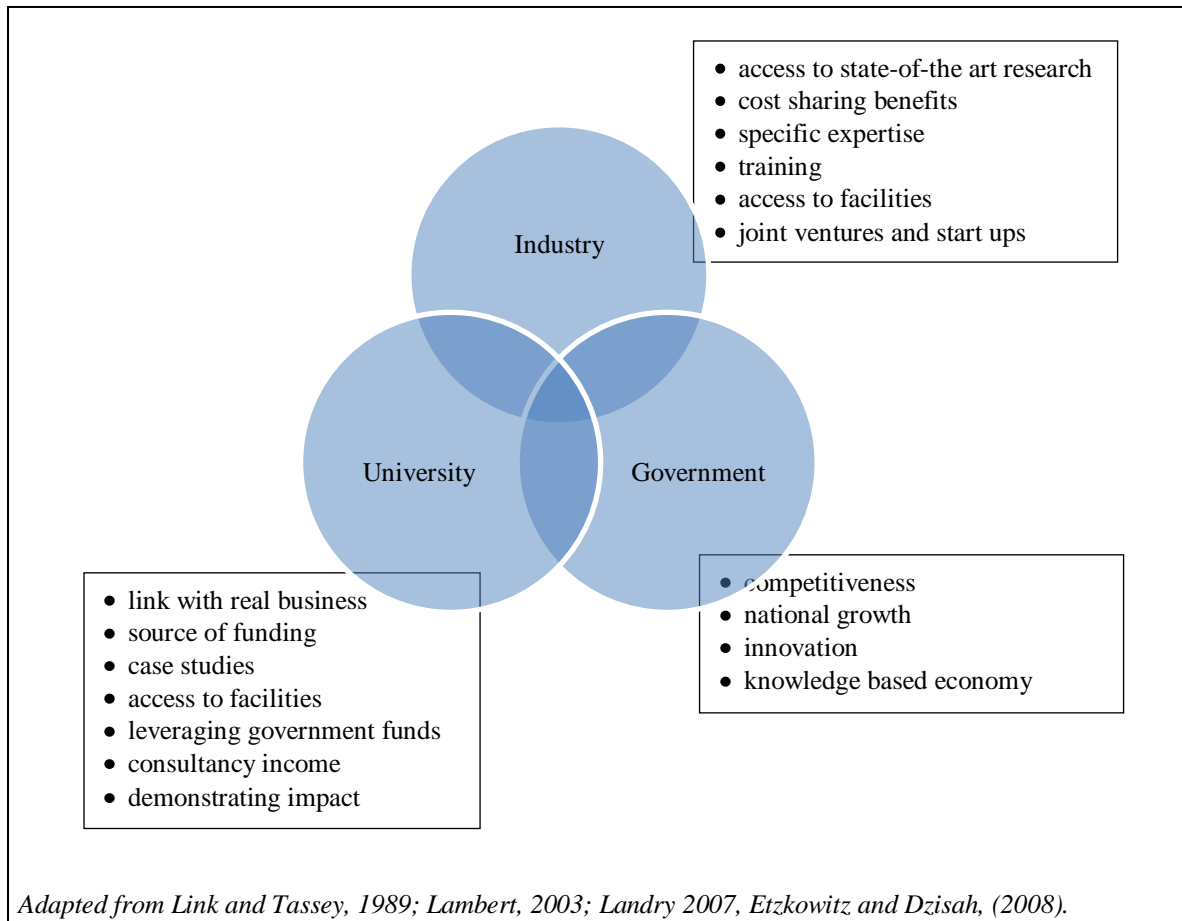 • access to state-of-the art research
• cost sharing benefits
• specific expertise
• training
• access to facilities
• joint ventures and start ups
Industry
University
Government
• link with real business
• source of funding
• case studies
• access to facilities
• leveraging government funds
• consultancy income
• demonstrating impact
• competitiveness
• national growth
• innovation
• knowledge based economy
Adapted from Link and Tassey, 1989; Lambert, 2003; Landry 2007, Etzkowitz and Dzisah, (2008).